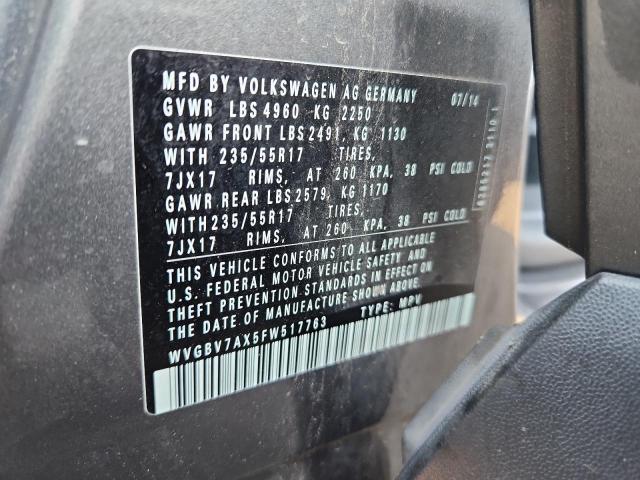 MFD BY VOLKSWAGEN AG GERMANY 07/14
GVWR LBS 4960 KG 2250
GAWR FRONT LBS 2491, KG 1130
WITH 235/55R17 TIRES,
7JX17 RIMS, AT 260 KPA, 38 PSI COLD
GAWR REAR LBS 2579, KG 1170
WITH 235/55R17 TIRES,
7JX17 RIMS, AT 260 KPA, 38 PSI COLD
THIS VEHICLE CONFORMS TO ALL APPLICABLE
U.S. FEDERAL MOTOR VEHICLE SAFETY AND
THEFT PREVENTION STANDARDS IN EFFECT ON
THE DATE OF MANUFACTURE SHOWN ABOVE.
WVGBV7AX5FW517763 TYPE: MPV